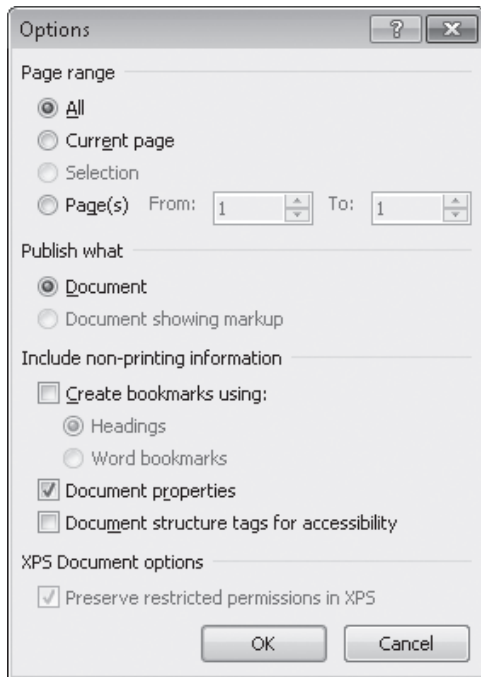 Options
Page range
All
Current page
Selection
Page(s) From: 1 To: 1
Publish what
Document
Document showing markup
Include non-printing information
Create bookmarks using:
Headings
Word bookmarks
Document properties
Document structure tags for accessibility
XPS Document options
Preserve restricted permissions in XPS
OK Cancel